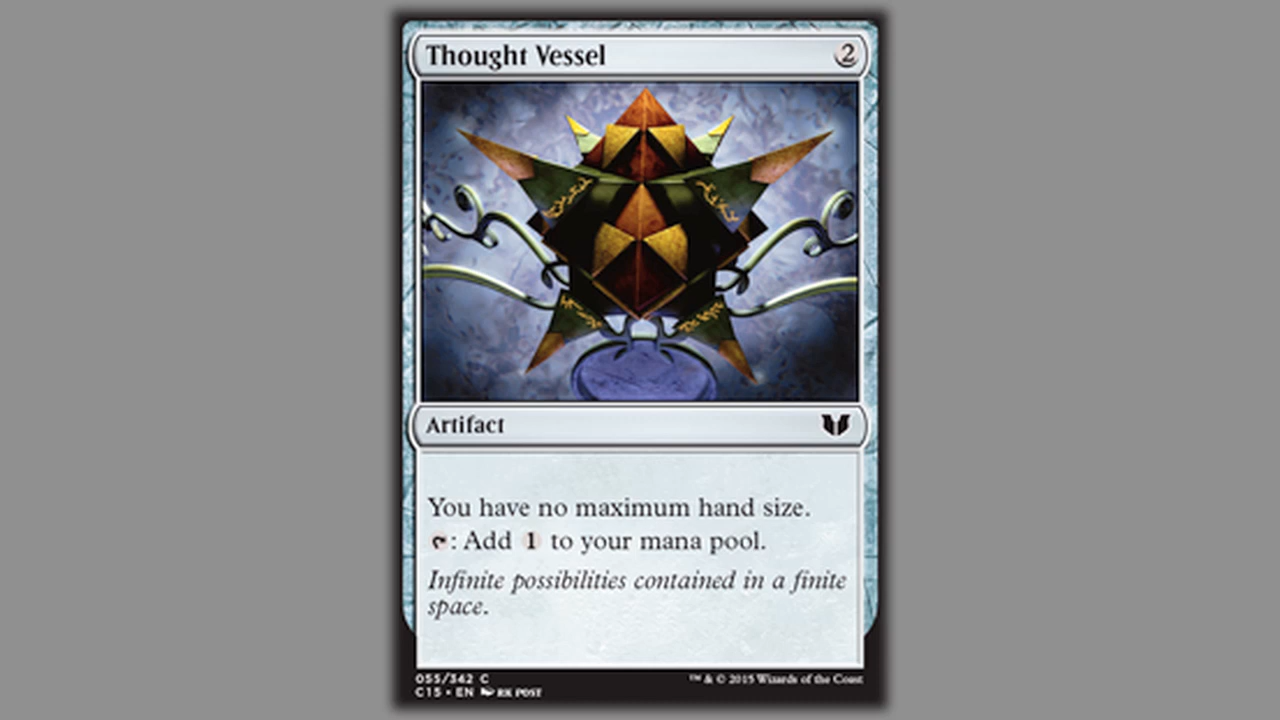 Thought Vessel 2
Artifact
You have no maximum hand size.
: Add 1 to your mana pool.
Infinite possibilities contained in a finite
space.
055/342 C
C15 • EN RK POST
™ & © 2015 Wizards of the Coast